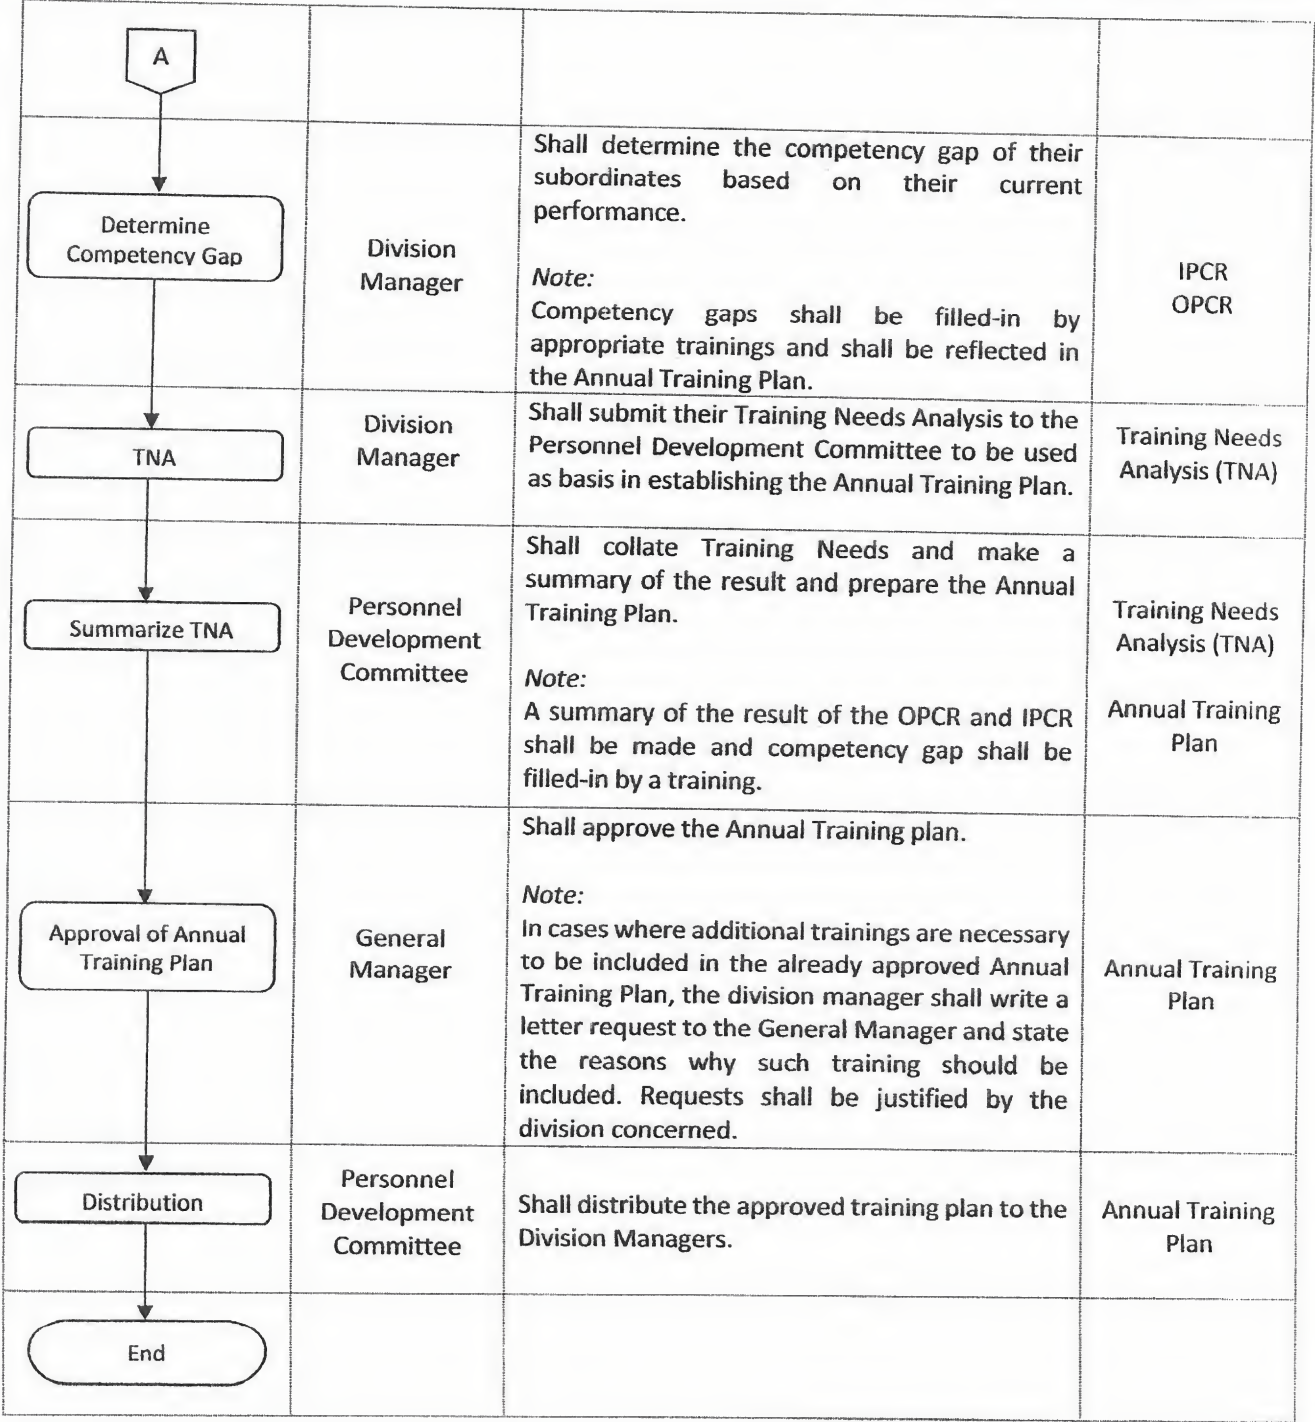 A
Determine
Competency Gap
Division
Manager
Shall determine the competency gap of their
subordinates based on their current
performance.
Note:
Competency gaps shall be filled-in by
appropriate trainings and shall be reflected in
the Annual Training Plan.
IPCR
OPCR
TNA
Division
Manager
Shall submit their Training Needs Analysis to the
Personnel Development Committee to be used
as basis in establishing the Annual Training Plan.
Training Needs
Analysis (TNA)
Summarize TNA
Personnel
Development
Committee
Shall collate Training Needs and make a
summary of the result and prepare the Annual
Training Plan.
Note:
A summary of the result of the OPCR and IPCR
shall be made and competency gap shall be
filled-in by a training.
Training Needs
Analysis (TNA)
Annual Training
Plan
Approval of Annual
Training Plan
General
Manager
Shall approve the Annual Training plan.
Note:
In cases where additional trainings are necessary
to be included in the already approved Annual
Training Plan, the division manager shall write a
letter request to the General Manager and state
the reasons why such training should be
included. Requests shall be justified by the
division concerned.
Annual Training
Plan
Distribution
Personnel
Development
Committee
Shall distribute the approved training plan to the
Division Managers.
Annual Training
Plan
End